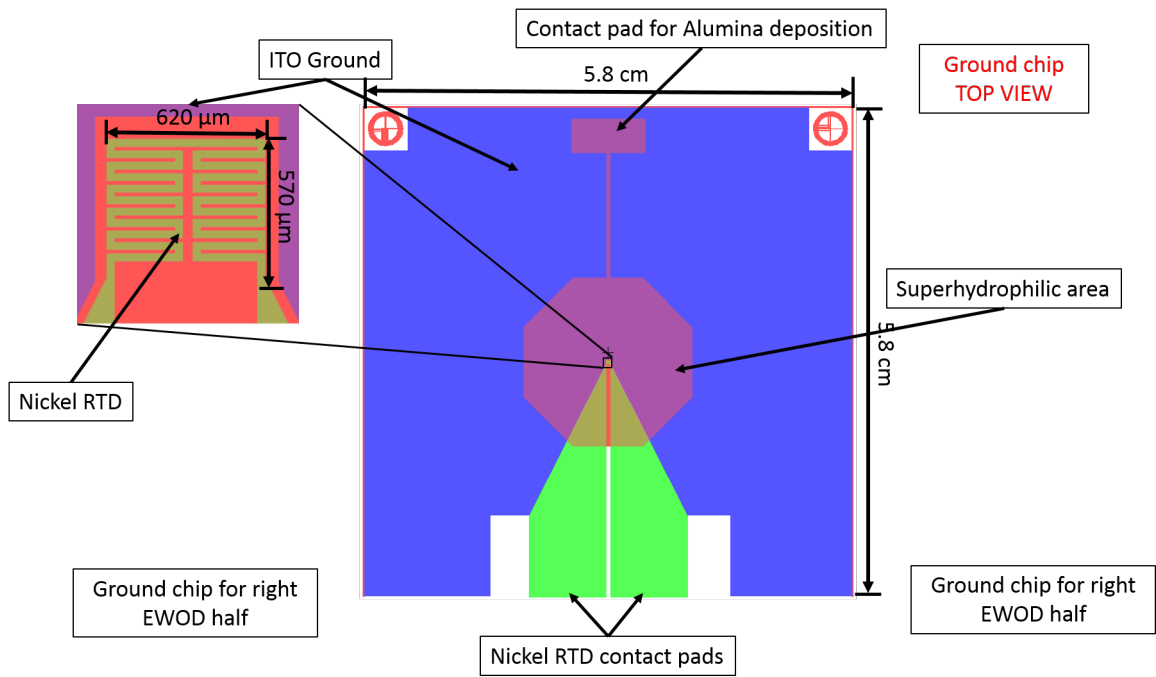 Contact pad for Alumina deposition
ITO Ground
5.8 cm
Ground chip
TOP VIEW
620 µm
570 µm
Superhydrophilic area
5.8 cm
Nickel RTD
Ground chip for right
EWOD half
Ground chip for right
EWOD half
Nickel RTD contact pads